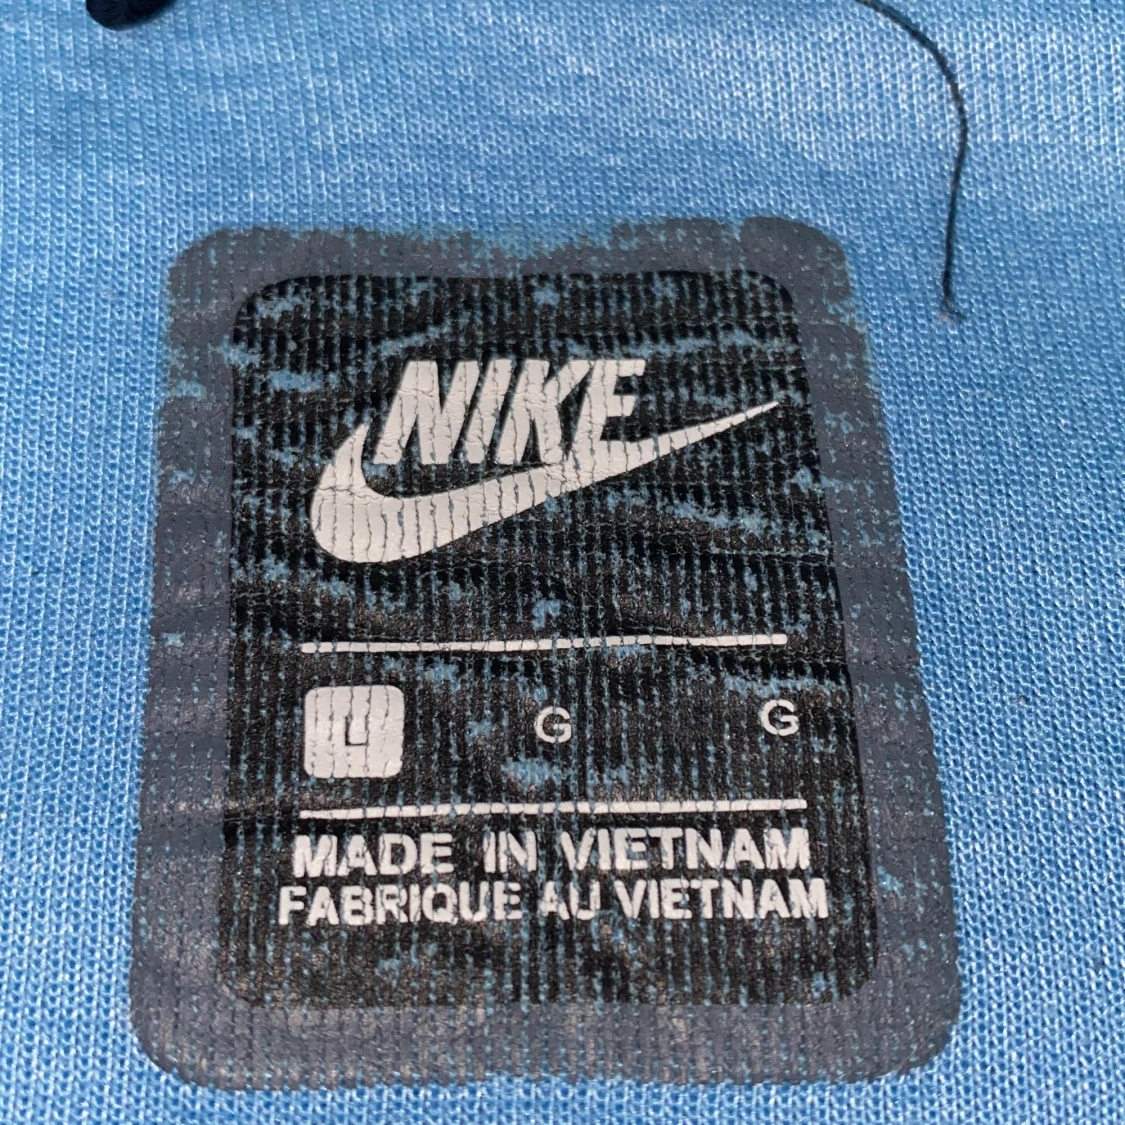 NIKE
L G G
MADE IN VIETNAM
FABRIQUE AU VIETNAM